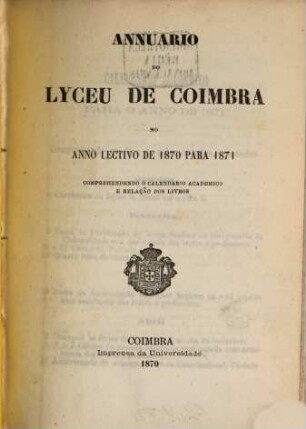 ANNUARIO
DO
LYCEU DE COIMBRA
NO
ANNO LECTIVO DE 1870 PARA 1871
COMPREHENDENDO O CALENDARIO ACADEMICO
E RELAÇÃO DOS LIVROS
COIMBRA
Imprensa da Universidade
1870